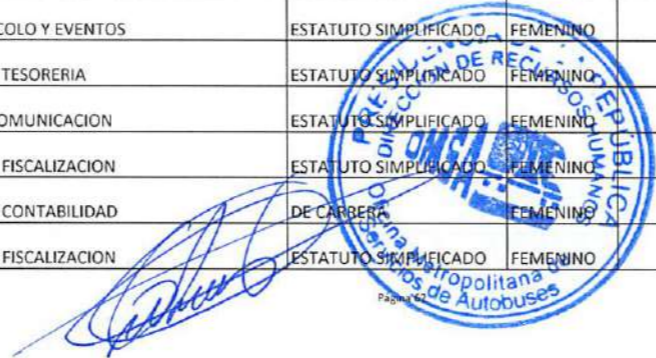 COLO Y EVENTOS ESTATUTO SIMPLIFICADO FEMENINO
TESORERIA ESTATUTO SIMPLIFICADO FEMENINO
OMUNICACION ESTATUTO SIMPLIFICADO FEMENINO
FISCALIZACION ESTATUTO SIMPLIFICADO FEMENINO
CONTABILIDAD DE CARRERA FEMENINO
FISCALIZACION ESTATUTO SIMPLIFICADO FEMENINO
Página 62
PRESIDENCIA DE LA REPÚBLICA
DIRECCIÓN DE RECURSOS HUMANOS
OMSA
Oficina Metropolitana de
Servicios de Autobuses